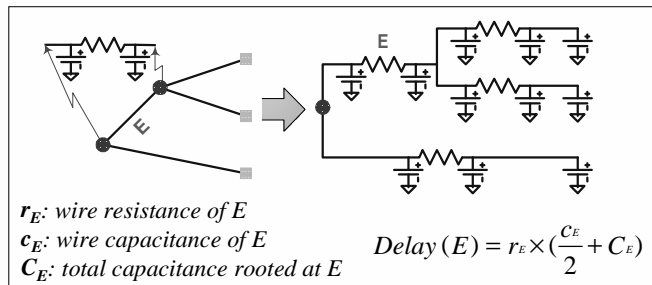 E
E
r_E: wire resistance of E
c_E: wire capacitance of E
C_E: total capacitance rooted at E
Delay (E) = r_E × (c_E/2 + C_E)